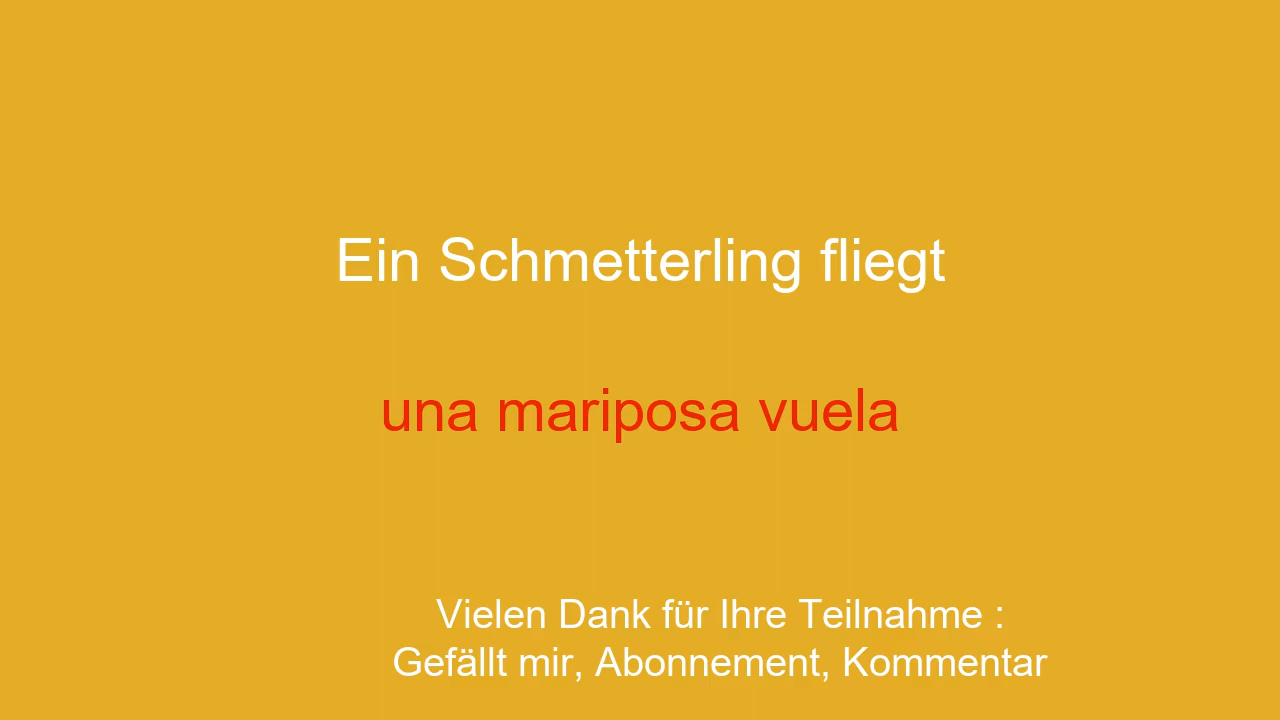 Ein Schmetterling fliegt
una mariposa vuela
Vielen Dank für Ihre Teilnahme :
Gefällt mir, Abonnement, Kommentar